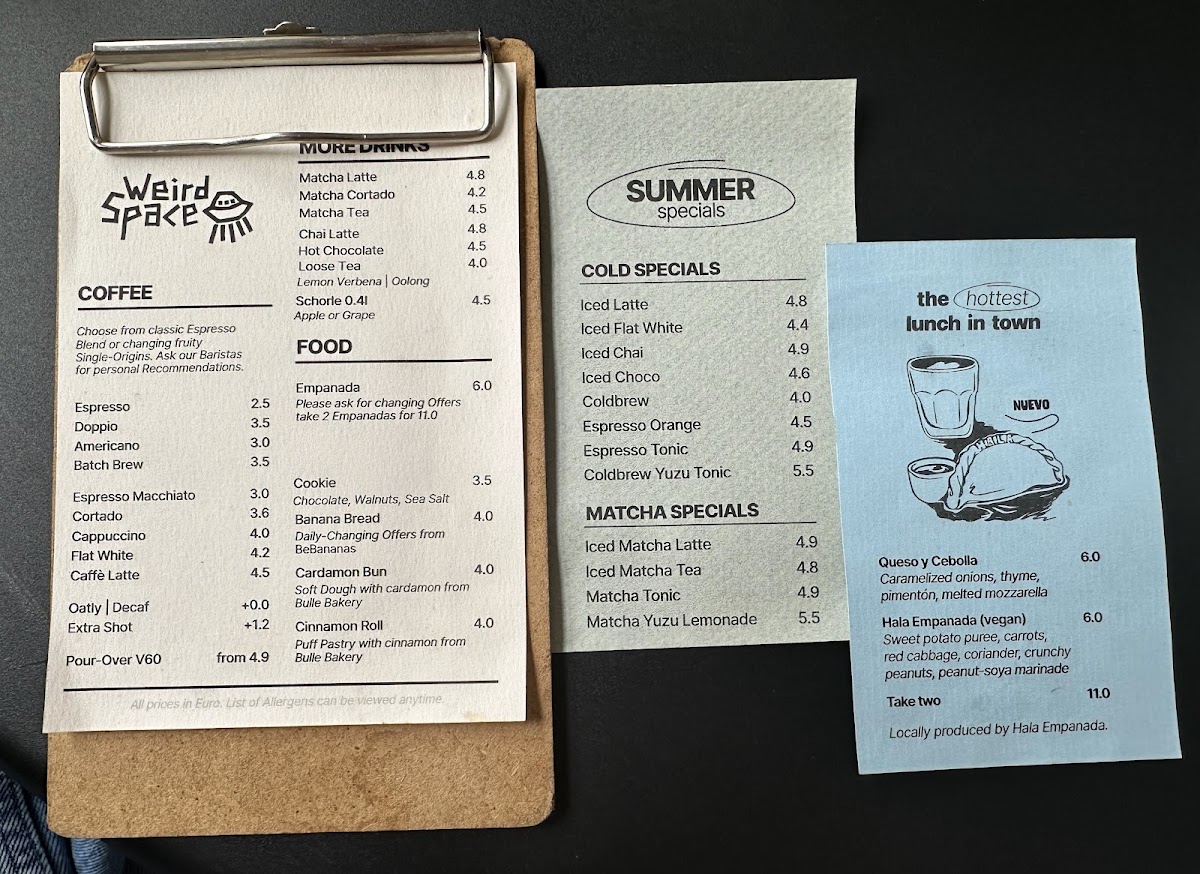 Weird
Space
COFFEE
Choose from classic Espresso
Blend or changing fruity
Single-Origins. Ask our Baristas
for personal Recommendations.
Espresso 2.5
Doppio 3.5
Americano 3.0
Batch Brew 3.5
Espresso Macchiato 3.0
Cortado 3.6
Cappuccino 4.0
Flat White 4.2
Caffè Latte 4.5
Oatly | Decaf +0.0
Extra Shot +1.2
Pour-Over V60 from 4.9
MORE DRINKS
Matcha Latte 4.8
Matcha Cortado 4.2
Matcha Tea 4.5
Chai Latte 4.8
Hot Chocolate 4.5
Loose Tea 4.0
Lemon Verbena | Oolong
Schorle 0.4l 4.5
Apple or Grape
FOOD
Empanada 6.0
Please ask for changing Offers
take 2 Empanadas for 11.0
Cookie 3.5
Chocolate, Walnuts, Sea Salt
Banana Bread 4.0
Daily-Changing Offers from
BeBananas
Cardamon Bun 4.0
Soft Dough with cardamon from
Bulle Bakery
Cinnamon Roll 4.0
Puff Pastry with cinnamon from
Bulle Bakery
All prices in Euro. List of Allergens can be viewed anytime.
SUMMER
specials
COLD SPECIALS
Iced Latte 4.8
Iced Flat White 4.4
Iced Chai 4.9
Iced Choco 4.6
Coldbrew 4.0
Espresso Orange 4.5
Espresso Tonic 4.9
Coldbrew Yuzu Tonic 5.5
MATCHA SPECIALS
Iced Matcha Latte 4.9
Iced Matcha Tea 4.8
Matcha Tonic 4.9
Matcha Yuzu Lemonade 5.5
the hottest
lunch in town
NUEVO
HALA
Queso y Cebolla 6.0
Caramelized onions, thyme,
pimentón, melted mozzarella
Hala Empanada (vegan) 6.0
Sweet potato puree, carrots,
red cabbage, coriander, crunchy
peanuts, peanut-soya marinade
Take two 11.0
Locally produced by Hala Empanada.